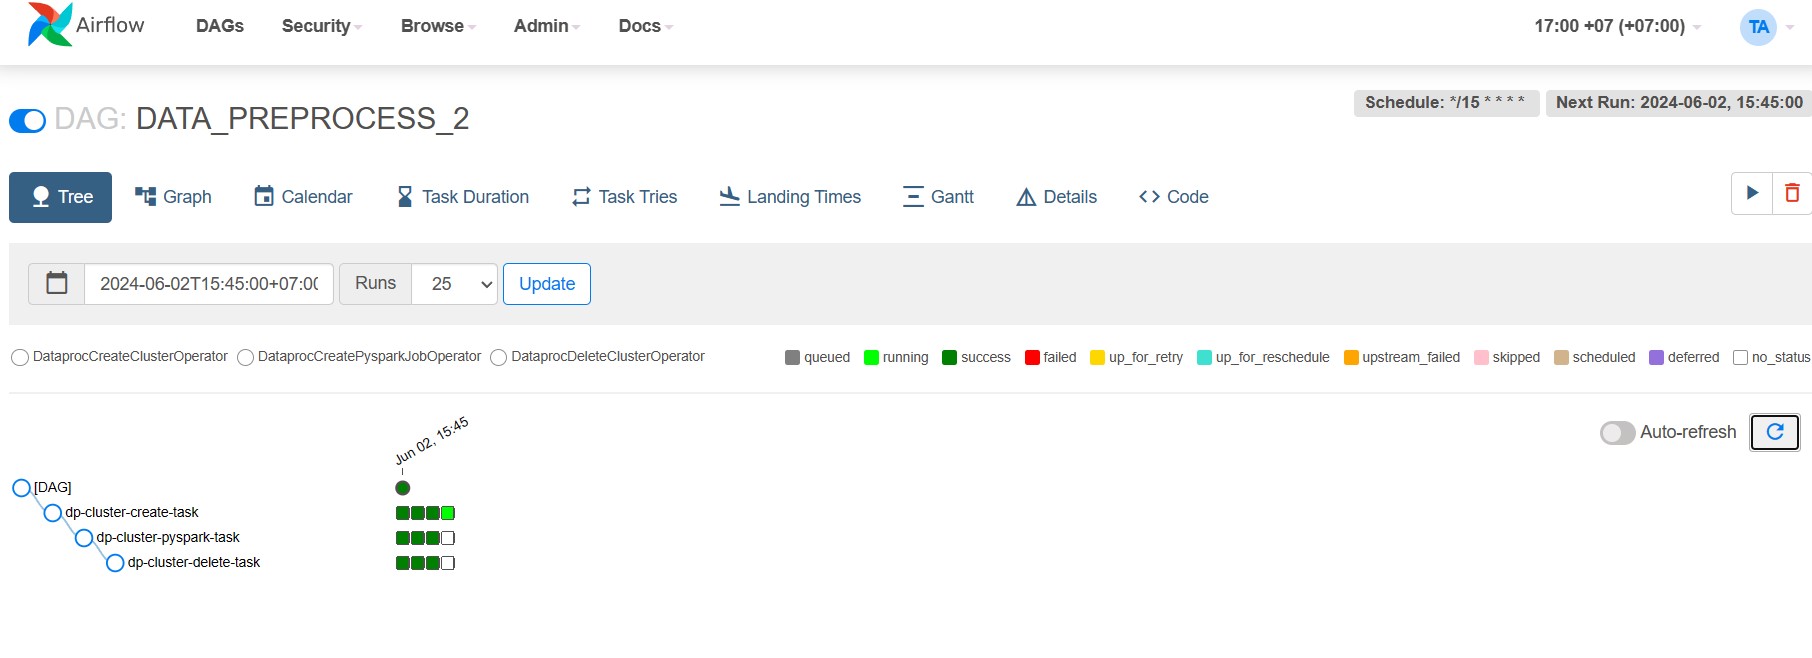 Airflow DAGs Security Browse Admin Docs 17:00 +07 (+07:00) TA
DAG: DATA_PREPROCESS_2 Schedule: */15 * * * * Next Run: 2024-06-02, 15:45:00
Tree Graph Calendar Task Duration Task Tries Landing Times Gantt Details <> Code
2024-06-02T15:45:00+07:00 Runs 25 Update
DataprocCreateClusterOperator DataprocCreatePysparkJobOperator DataprocDeleteClusterOperator queued running success failed up_for_retry up_for_reschedule upstream_failed skipped scheduled deferred no_status
Auto-refresh
Jun 02, 15:45
[DAG]
dp-cluster-create-task
dp-cluster-pyspark-task
dp-cluster-delete-task